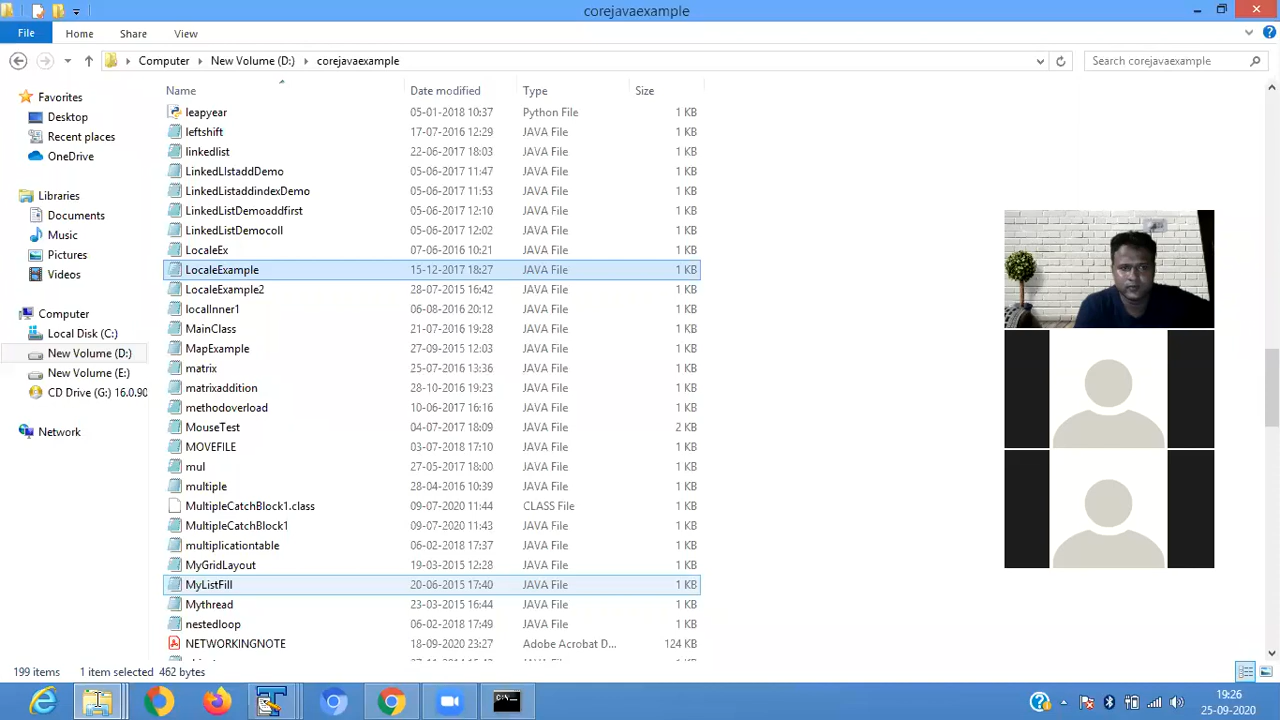 corejavaexample
File Home Share View
Computer New Volume (D:) corejavaexample Search corejavaexample
Name Date modified Type Size
Favorites
Desktop
Recent places
OneDrive
Libraries
Documents
Music
Pictures
Videos
Computer
Local Disk (C:)
New Volume (D:)
New Volume (E:)
CD Drive (G:) 16.0.90
Network
leapyear 05-01-2018 10:37 Python File 1 KB
leftshift 17-07-2016 12:29 JAVA File 1 KB
linkedlist 22-06-2017 18:03 JAVA File 1 KB
LinkedLIstaddDemo 05-06-2017 11:47 JAVA File 1 KB
LinkedListaddindexDemo 05-06-2017 11:53 JAVA File 1 KB
LinkedListDemoaddfirst 05-06-2017 12:10 JAVA File 1 KB
LinkedListDemocoll 05-06-2017 12:02 JAVA File 1 KB
LocaleEx 07-06-2016 10:21 JAVA File 1 KB
LocaleExample 15-12-2017 18:27 JAVA File 1 KB
LocaleExample2 28-07-2015 16:42 JAVA File 1 KB
localInner1 06-08-2016 20:12 JAVA File 1 KB
MainClass 21-07-2016 19:28 JAVA File 1 KB
MapExample 27-09-2015 12:03 JAVA File 1 KB
matrix 25-07-2016 13:36 JAVA File 1 KB
matrixaddition 28-10-2016 19:23 JAVA File 1 KB
methodoverload 10-06-2017 16:16 JAVA File 1 KB
MouseTest 04-07-2017 18:09 JAVA File 2 KB
MOVEFILE 03-07-2018 17:10 JAVA File 1 KB
mul 27-05-2017 18:00 JAVA File 1 KB
multiple 28-04-2016 10:39 JAVA File 1 KB
MultipleCatchBlock1.class 09-07-2020 11:44 CLASS File 1 KB
MultipleCatchBlock1 09-07-2020 11:43 JAVA File 1 KB
multiplicationtable 06-02-2018 17:37 JAVA File 1 KB
MyGridLayout 19-03-2015 12:28 JAVA File 1 KB
MyListFill 20-06-2015 17:40 JAVA File 1 KB
Mythread 23-03-2015 16:44 JAVA File 1 KB
nestedloop 06-02-2018 17:49 JAVA File 1 KB
NETWORKINGNOTE 18-09-2020 23:27 Adobe Acrobat D... 124 KB
199 items 1 item selected 462 bytes
19:26
25-09-2020